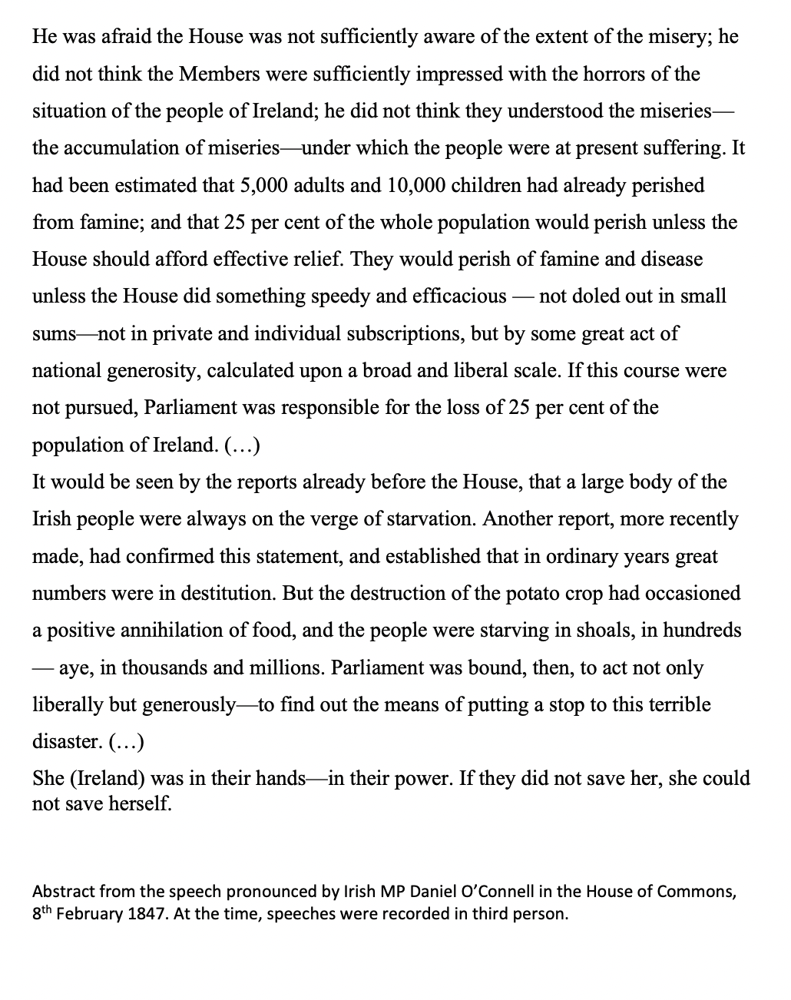 He was afraid the House was not sufficiently aware of the extent of the misery; he
did not think the Members were sufficiently impressed with the horrors of the
situation of the people of Ireland; he did not think they understood the miseries—
the accumulation of miseries—under which the people were at present suffering. It
had been estimated that 5,000 adults and 10,000 children had already perished
from famine; and that 25 per cent of the whole population would perish unless the
House should afford effective relief. They would perish of famine and disease
unless the House did something speedy and efficacious — not doled out in small
sums—not in private and individual subscriptions, but by some great act of
national generosity, calculated upon a broad and liberal scale. If this course were
not pursued, Parliament was responsible for the loss of 25 per cent of the
population of Ireland. (…)
It would be seen by the reports already before the House, that a large body of the
Irish people were always on the verge of starvation. Another report, more recently
made, had confirmed this statement, and established that in ordinary years great
numbers were in destitution. But the destruction of the potato crop had occasioned
a positive annihilation of food, and the people were starving in shoals, in hundreds
— aye, in thousands and millions. Parliament was bound, then, to act not only
liberally but generously—to find out the means of putting a stop to this terrible
disaster. (…)
She (Ireland) was in their hands—in their power. If they did not save her, she could
not save herself.
Abstract from the speech pronounced by Irish MP Daniel O’Connell in the House of Commons,
8th February 1847. At the time, speeches were recorded in third person.